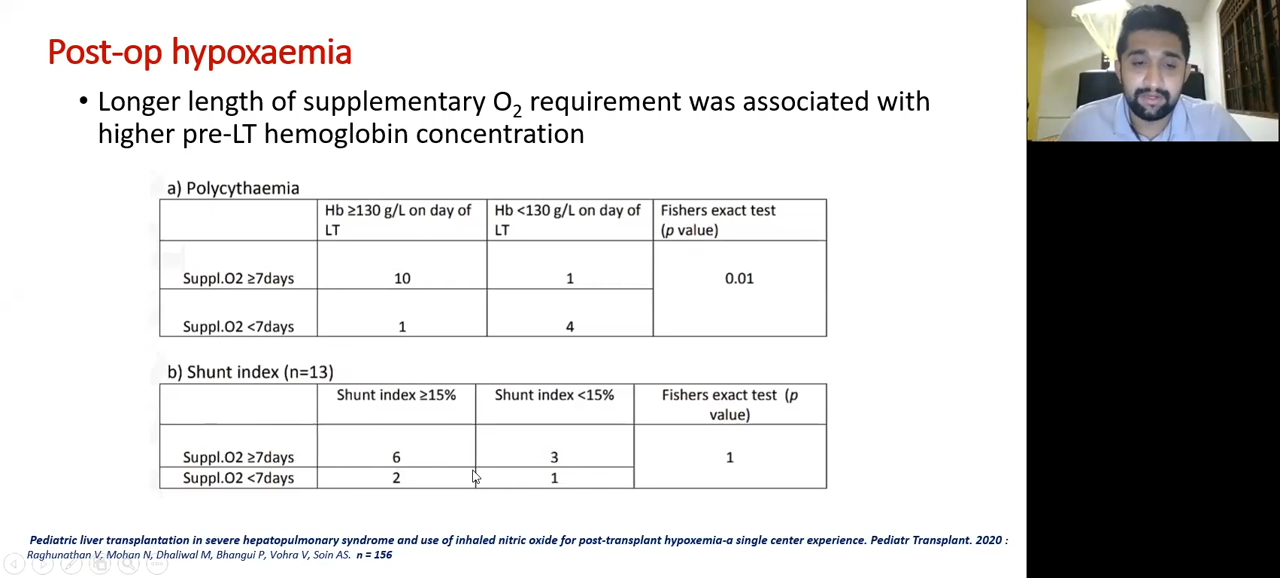 Post-op hypoxaemia
• Longer length of supplementary O2 requirement was associated with
higher pre-LT hemoglobin concentration
a) Polycythaemia
Hb ≥130 g/L on day of LT
Hb <130 g/L on day of LT
Fishers exact test (p value)
Suppl.O2 ≥7days 10 1 0.01
Suppl.O2 <7days 1 4
b) Shunt index (n=13)
Shunt index ≥15% Shunt index <15% Fishers exact test (p value)
Suppl.O2 ≥7days 6 3 1
Suppl.O2 <7days 2 1
Pediatric liver transplantation in severe hepatopulmonary syndrome and use of inhaled nitric oxide for post-transplant hypoxemia-a single center experience. Pediatr Transplant. 2020 :
Raghunathan V, Mohan N, Dhaliwal M, Bhangui P, Vohra V, Soin AS. n = 156